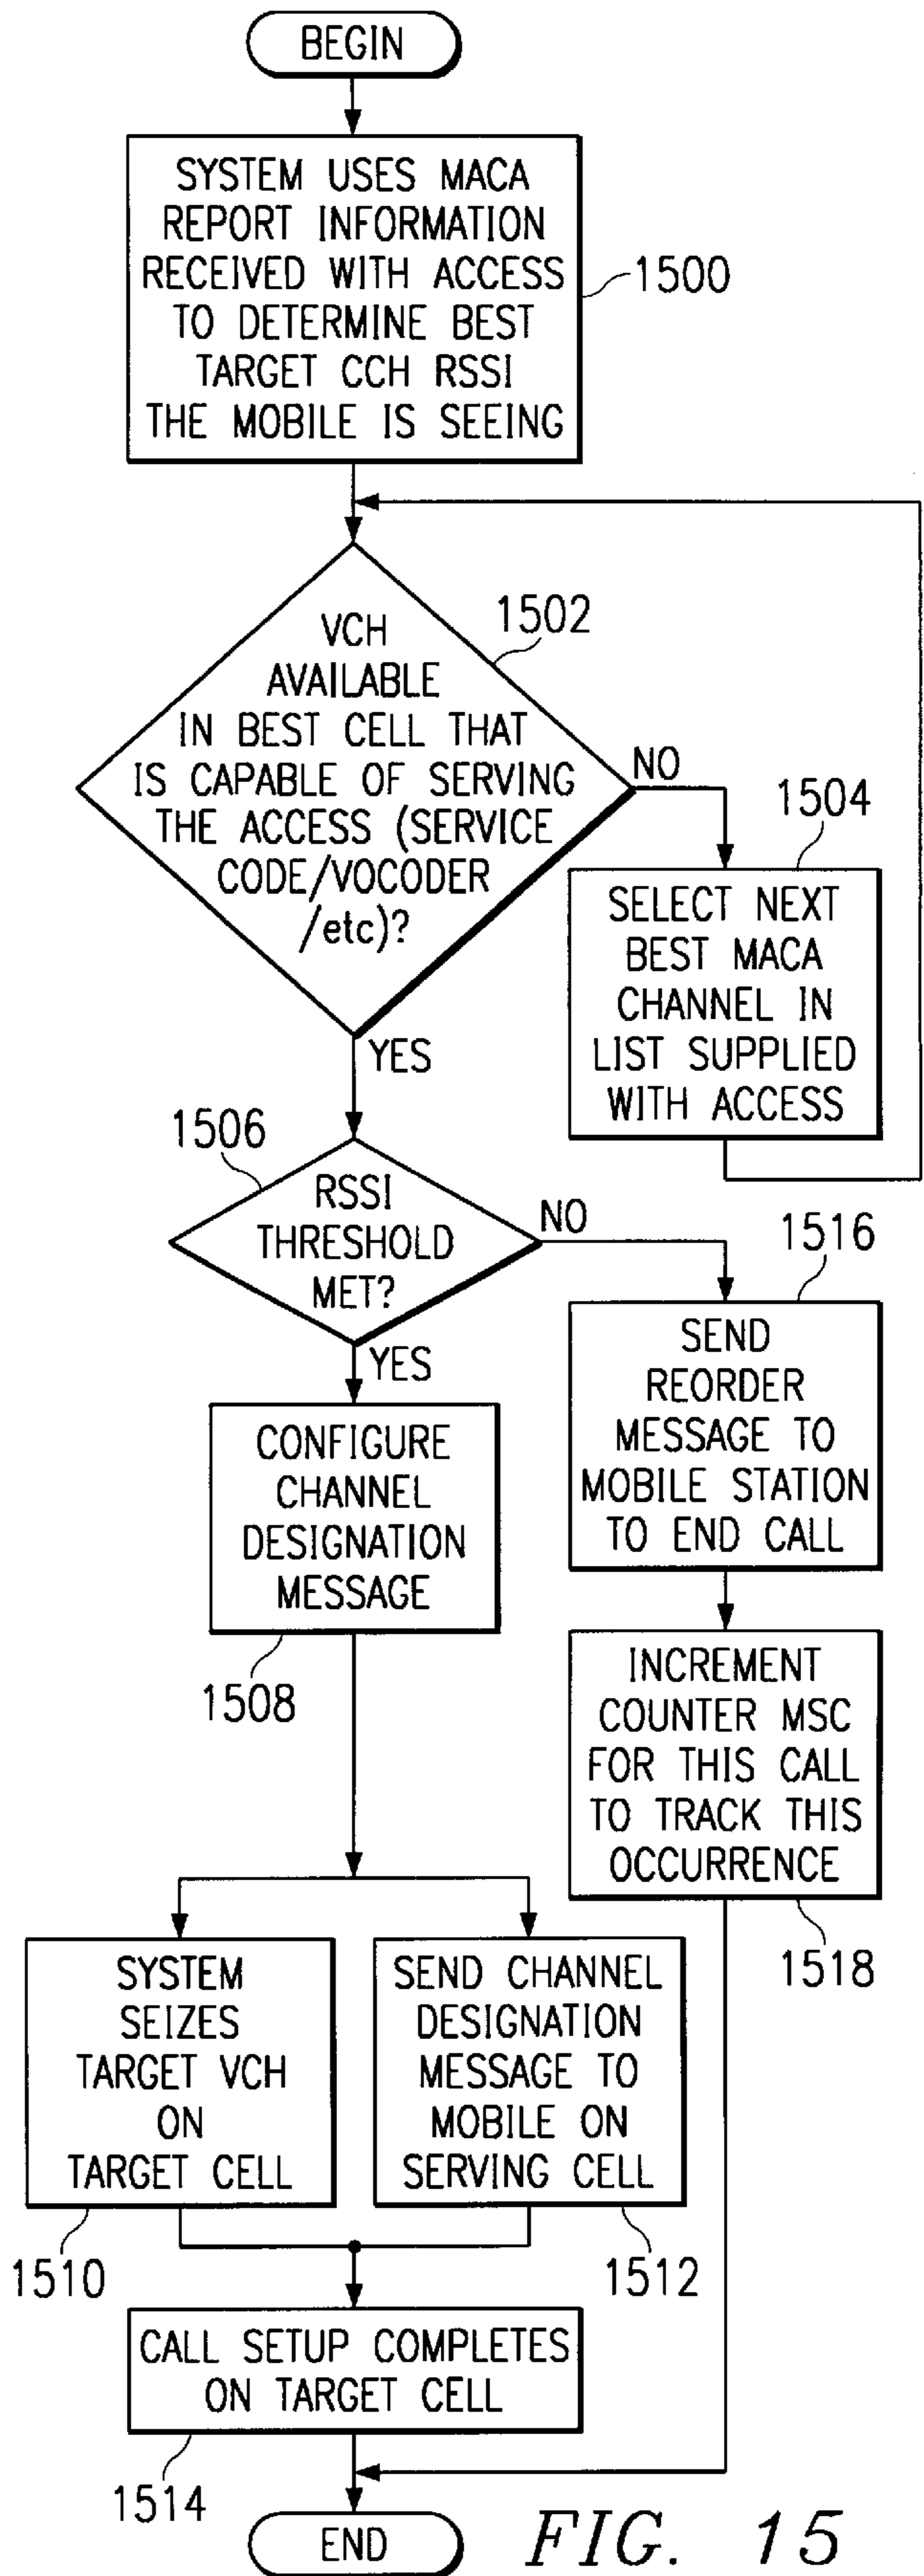 BEGIN
SYSTEM USES MACA
REPORT INFORMATION
RECEIVED WITH ACCESS
TO DETERMINE BEST
TARGET CCH RSSI
THE MOBILE IS SEEING
1500
1502
VCH
AVAILABLE
IN BEST CELL THAT
IS CAPABLE OF SERVING
THE ACCESS (SERVICE
CODE/VOCODER
/etc)?
NO
1504
SELECT NEXT
BEST MACA
CHANNEL IN
LIST SUPPLIED
WITH ACCESS
YES
1506
RSSI
THRESHOLD
MET?
NO
1516
SEND
REORDER
MESSAGE TO
MOBILE STATION
TO END CALL
YES
CONFIGURE
CHANNEL
DESIGNATION
MESSAGE
1508
INCREMENT
COUNTER MSC
FOR THIS CALL
TO TRACK THIS
OCCURRENCE
1518
SYSTEM
SEIZES
TARGET VCH
ON
TARGET CELL
1510
SEND CHANNEL
DESIGNATION
MESSAGE TO
MOBILE ON
SERVING CELL
1512
CALL SETUP COMPLETES
ON TARGET CELL
1514
END
FIG. 15